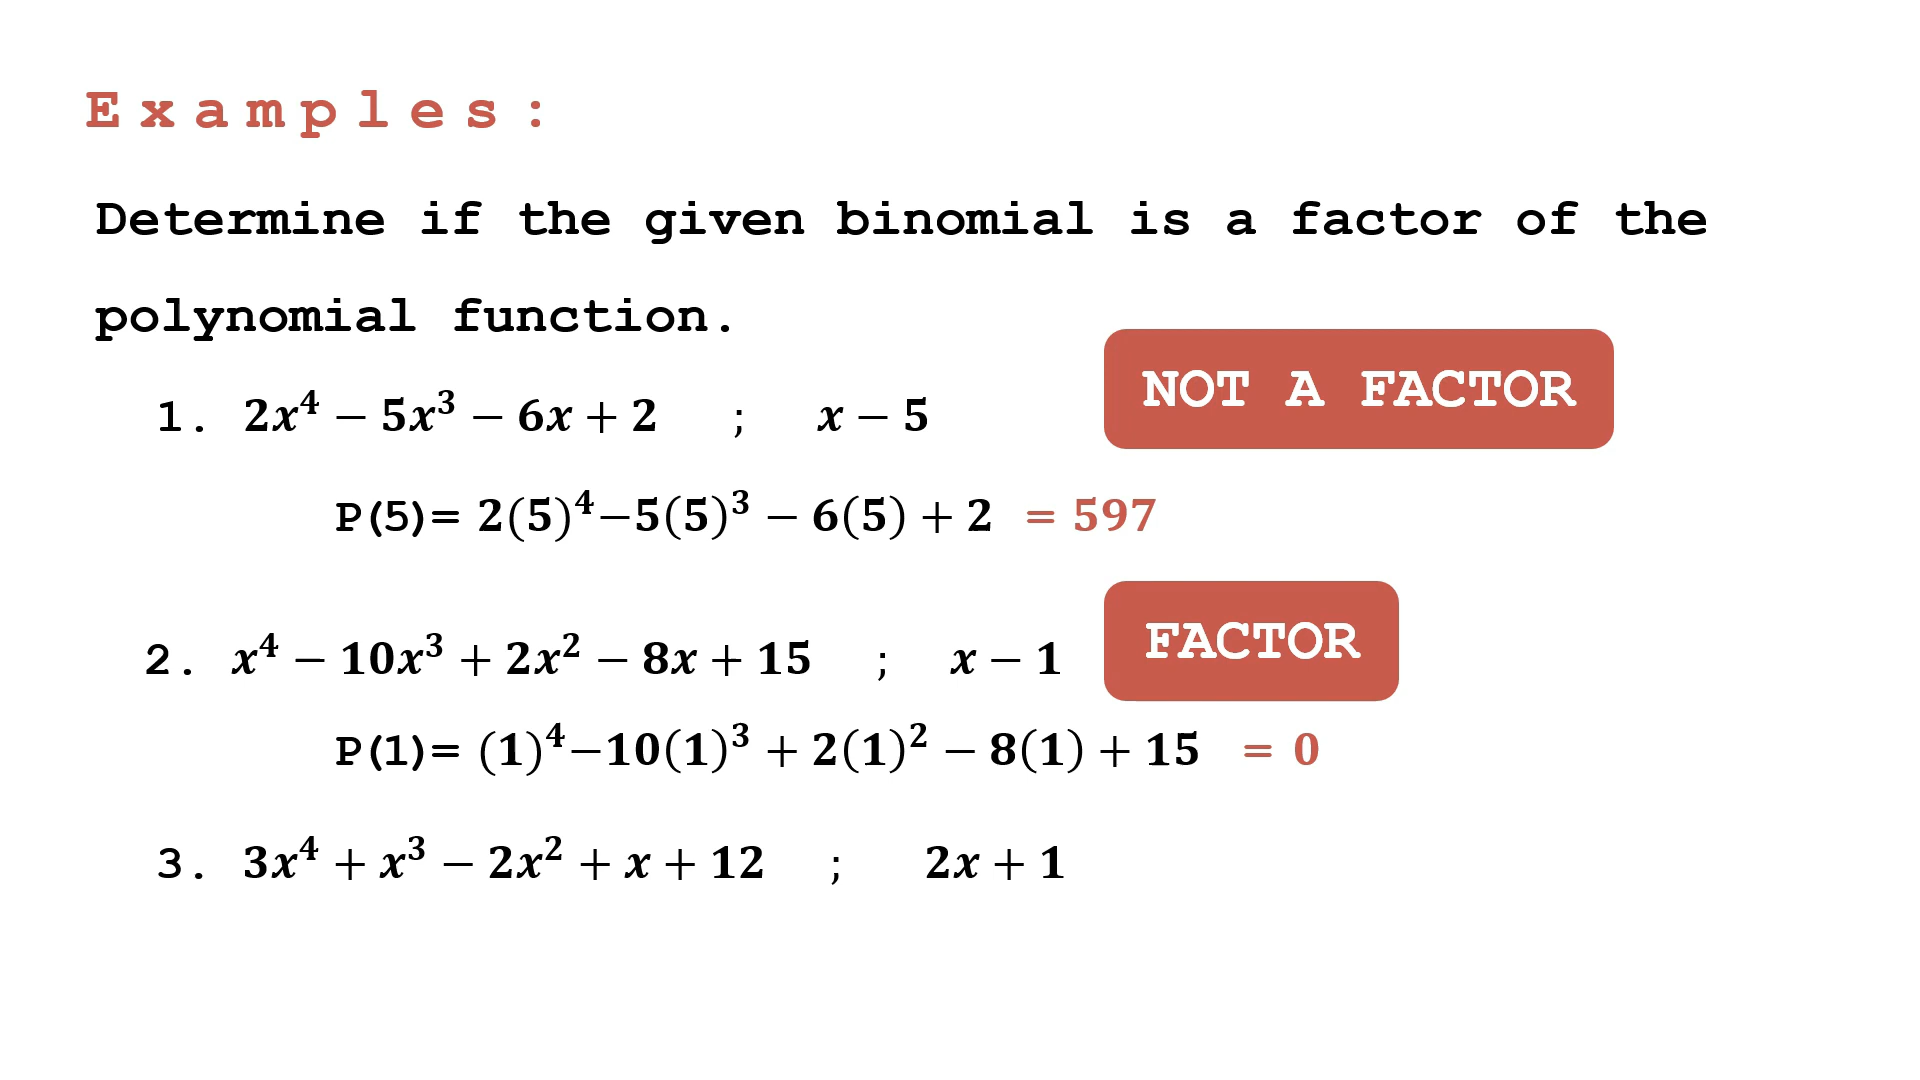 Examples:
Determine if the given binomial is a factor of the
polynomial function.
NOT A FACTOR
1. 2x⁴ − 5x³ − 6x + 2 ; x − 5
P(5)= 2(5)⁴−5(5)³ − 6(5) + 2 = 597
FACTOR
2. x⁴ − 10x³ + 2x² − 8x + 15 ; x − 1
P(1)= (1)⁴−10(1)³ + 2(1)² − 8(1) + 15 = 0
3. 3x⁴ + x³ − 2x² + x + 12 ; 2x + 1